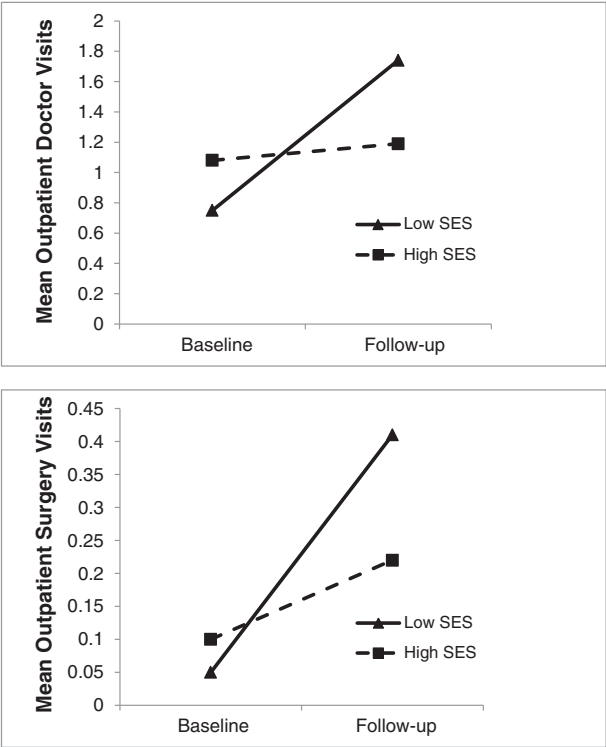 Mean Outpatient Doctor Visits
2
1.8
1.6
1.4
1.2
1
0.8
0.6
0.4
0.2
0
Low SES
High SES
Baseline Follow-up
Mean Outpatient Surgery Visits
0.45
0.4
0.35
0.3
0.25
0.2
0.15
0.1
0.05
0
Low SES
High SES
Baseline Follow-up